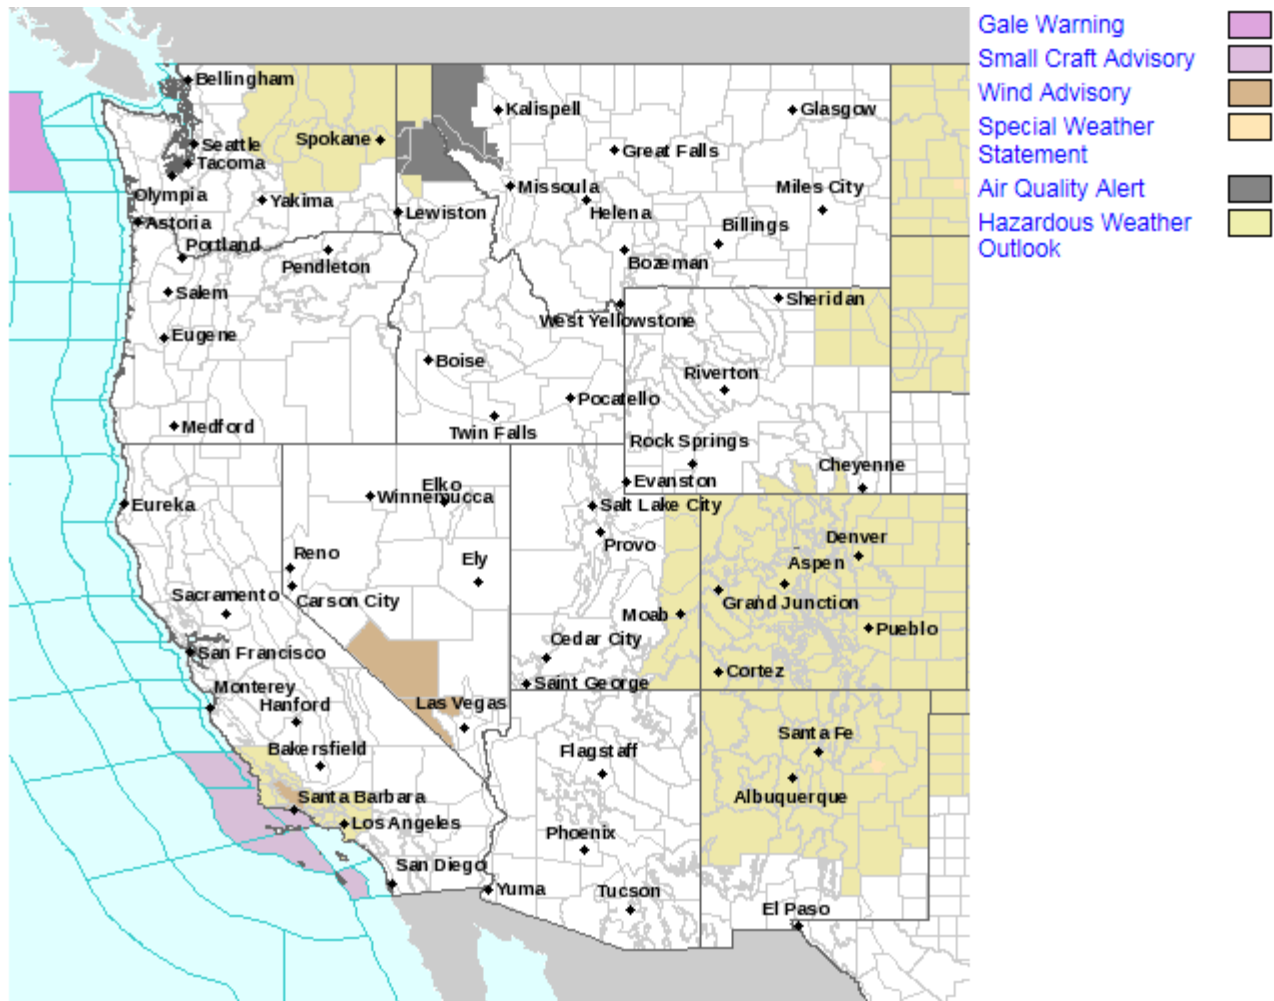 Gale Warning
Small Craft Advisory
Wind Advisory
Special Weather
Statement
Air Quality Alert
Hazardous Weather
Outlook
Bellingham
Kalispell
Glasgow
Seattle
Spokane
Great Falls
Tacoma
Olympia
Yakima
Lewiston
Missoula
Helena
Miles City
Astoria
Portland
Pendleton
Billings
Bozeman
Salem
West Yellowstone
Sheridan
Eugene
Boise
Riverton
Pocatello
Medford
Twin Falls
Rock Springs
Cheyenne
Evanston
Eureka
Elko
Winnemucca
Salt Lake City
Provo
Denver
Reno
Ely
Aspen
Sacramento
Carson City
Grand Junction
Moab
Pueblo
San Francisco
Cedar City
Cortez
Monterey
Saint George
Hanford
Las Vegas
Bakersfield
Flagstaff
Santa Fe
Santa Barbara
Albuquerque
Los Angeles
Phoenix
San Diego
Yuma
Tucson
El Paso